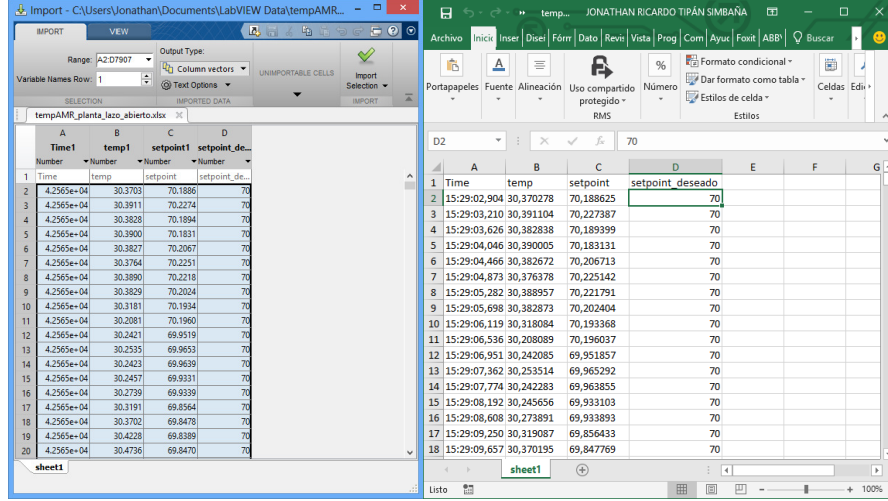 Import - C:\Users\Jonathan\Documents\LabVIEW Data\tempAMR...
IMPORT VIEW
Range: A2:D7907
Variable Names Row: 1
SELECTION
Output Type:
Column vectors
Text Options
IMPORTED DATA
UNIMPORTABLE CELLS
Import
Selection
IMPORT
tempAMR_planta_lazo_abierto.xlsx
A B C D
Time1 temp1 setpoint1 setpoint_de...
Number Number Number Number
1 Time temp setpoint setpoint_de...
2 4.2565e+04 30.3703 70.1886 70
3 4.2565e+04 30.3911 70.2274 70
4 4.2565e+04 30.3828 70.1894 70
5 4.2565e+04 30.3900 70.1831 70
6 4.2565e+04 30.3827 70.2067 70
7 4.2565e+04 30.3764 70.2251 70
8 4.2565e+04 30.3890 70.2218 70
9 4.2565e+04 30.3829 70.2024 70
10 4.2565e+04 30.3181 70.1934 70
11 4.2565e+04 30.2081 70.1960 70
12 4.2565e+04 30.2421 69.9519 70
13 4.2565e+04 30.2535 69.9653 70
14 4.2565e+04 30.2423 69.9639 70
15 4.2565e+04 30.2457 69.9331 70
16 4.2565e+04 30.2739 69.9339 70
17 4.2565e+04 30.3191 69.8564 70
18 4.2565e+04 30.3702 69.8478 70
19 4.2565e+04 30.4228 69.8389 70
20 4.2565e+04 30.4736 69.8470 70
sheet1
temp... JONATHAN RICARDO TIPÁN SIMBAÑA
Archivo Inicic Inser Disei Fórm Dato Revis Vista Prog Com Ayuc Foxit ABBY Buscar
Portapapeles
Fuente
Alineación
Uso compartido
protegido
RMS
%
Número
Formato condicional
Dar formato como tabla
Estilos de celda
Estilos
Celdas
D2 fx 70
A B C D E F G
1 Time temp setpoint setpoint_deseado
2 15:29:02,904 30,370278 70,188625 70
3 15:29:03,210 30,391104 70,227387 70
4 15:29:03,626 30,382838 70,189399 70
5 15:29:04,046 30,390005 70,183131 70
6 15:29:04,466 30,382672 70,206713 70
7 15:29:04,873 30,376378 70,225142 70
8 15:29:05,282 30,388957 70,221791 70
9 15:29:05,698 30,382873 70,202404 70
10 15:29:06,119 30,318084 70,193368 70
11 15:29:06,536 30,208089 70,196037 70
12 15:29:06,951 30,242085 69,951857 70
13 15:29:07,362 30,253514 69,965292 70
14 15:29:07,774 30,242283 69,963855 70
15 15:29:08,192 30,245656 69,933103 70
16 15:29:08,608 30,273891 69,933893 70
17 15:29:09,250 30,319087 69,856433 70
18 15:29:09,657 30,370195 69,847769 70
sheet1
Listo 100%